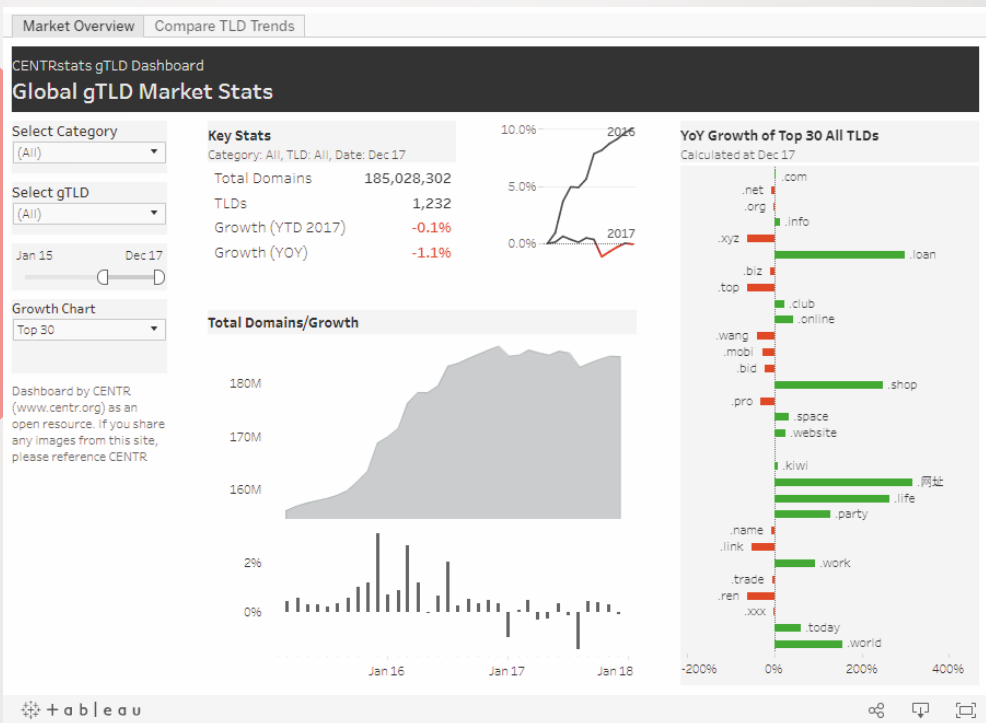 Market Overview
Compare TLD Trends
CENTRstats gTLD Dashboard
Global gTLD Market Stats
Select Category
(All)
Select gTLD
(All)
Jan 15 Dec 17
Growth Chart
Top 30
Dashboard by CENTR
(www.centr.org) as an
open resource. If you share
any images from this site,
please reference CENTR
Key Stats
Category: All, TLD: All, Date: Dec 17
Total Domains 185,028,302
TLDs 1,232
Growth (YTD 2017) -0.1%
Growth (YOY) -1.1%
10.0%
5.0%
0.0%
2016
2017
Total Domains/Growth
180M
170M
160M
2%
0%
Jan 16 Jan 17 Jan 18
YoY Growth of Top 30 All TLDs
Calculated at Dec 17
.com
.net
.org
.info
.xyz
.loan
.biz
.top
.club
.online
.wang
.mobi
.bid
.shop
.pro
.space
.website
.kiwi
.网址
.life
.party
.name
.link
.work
.trade
.ren
.xxx
.today
.world
-200% 0% 200% 400%
+ableau